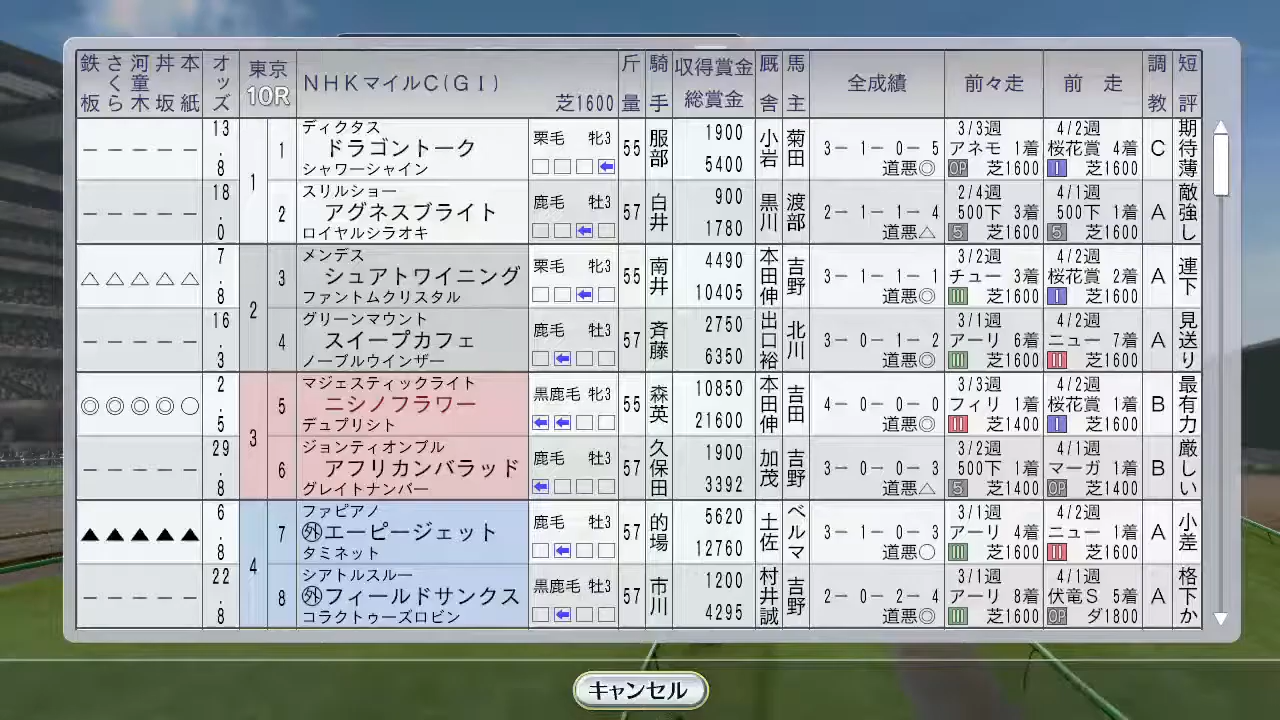 鉄板 さくら 河童木 丼坂 本紙 オッズ 東京 10R NHKマイルC(GⅠ) 芝1600 斤量 騎手 収得賞金 総賞金 厩舎 馬主 全成績 前々走 前 走 調教 短評
ーーーーー 13.8 1 1 ディクタス ドラゴントーク シャワーシャイン 栗毛 牝3 55 服部 1900 5400 小岩 菊田 3ー 1ー 0ー 5 道悪◎ 3/3週 アネモ 1着 OP 芝1600 4/2週 桜花賞 4着 Ⅰ 芝1600 C 期待薄
ーーーーー 18.0 2 スリルショー アグネスブライト ロイヤルシラオキ 鹿毛 牡3 57 白井 900 1780 黒川 渡部 2ー 1ー 1ー 4 道悪△ 2/4週 500下 3着 5 芝1600 4/1週 500下 1着 5 芝1600 A 敵強し
△△△△△ 7.8 2 3 メンデス シュアトワイニング ファントムクリスタル 栗毛 牝3 55 南井 4490 10405 本田伸 吉野 3ー 1ー 1ー 1 道悪◎ 3/2週 チュー 3着 Ⅲ 芝1600 4/2週 桜花賞 2着 Ⅰ 芝1600 A 連下
ーーーーー 16.3 4 グリーンマウント スイープカフェ ノーブルウインザー 鹿毛 牡3 57 斉藤 2750 6350 出口裕 北川 3ー 0ー 1ー 2 道悪◎ 3/1週 アーリ 6着 Ⅲ 芝1600 4/2週 ニュー 7着 Ⅱ 芝1600 A 見送り
◎◎◎◎○ 2.5 3 5 マジェスティックライト ニシノフラワー デュプリシト 黒鹿毛 牝3 55 森英 10850 21600 本田伸 吉田 4ー 0ー 0ー 0 道悪◎ 3/3週 フィリ 1着 Ⅱ 芝1400 4/2週 桜花賞 1着 Ⅰ 芝1600 B 最有力
ーーーーー 29.8 6 ジョンティオンブル アフリカンバラッド グレイトナンバー 鹿毛 牡3 57 久保田 1900 3392 加茂 吉野 3ー 0ー 0ー 3 道悪△ 3/2週 500下 1着 5 芝1400 4/1週 マーガ 1着 OP 芝1400 B 厳しい
▲▲▲▲▲ 6.8 4 7 ファピアノ 外エーピージェット タミネット 鹿毛 牡3 57 的場 5620 12760 土佐 ベルマ 3ー 1ー 0ー 3 道悪○ 3/1週 アーリ 4着 Ⅲ 芝1600 4/2週 ニュー 1着 Ⅱ 芝1600 A 小差
ーーーーー 22.8 8 シアトルスルー 外フィールドサンクス コラクトゥーズロビン 黒鹿毛 牡3 57 市川 1200 4295 村井誠 吉野 2ー 0ー 2ー 4 道悪◎ 3/1週 アーリ 8着 Ⅲ 芝1600 4/1週 伏竜S 5着 OP ダ1800 A 格下か
キャンセル